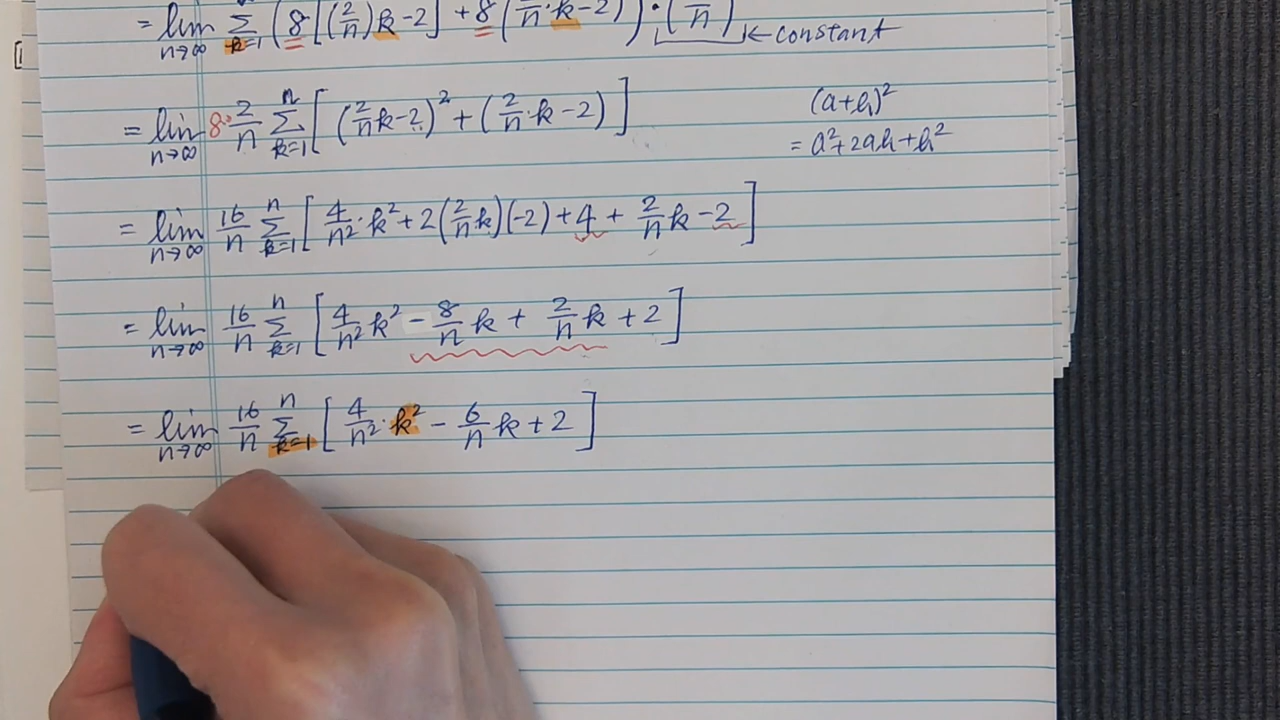 = lim n→∞ Σ k=1 (8[(2/n)k-2] + 8( /n·k-2))·( /n) ← constant
= lim n→∞ 8·2/n Σ k=1 n [(2/n k-2)² + (2/n·k-2)]
(a+b)²
= a²+2ab+b²
= lim n→∞ 16/n Σ k=1 n [4/n²·k²+2(2/n k)(-2)+4+2/n k-2]
= lim n→∞ 16/n Σ k=1 n [4/n² k² - 8/n k + 2/n k + 2]
= lim n→∞ 16/n Σ k=1 n [4/n²·k² - 6/n k + 2]